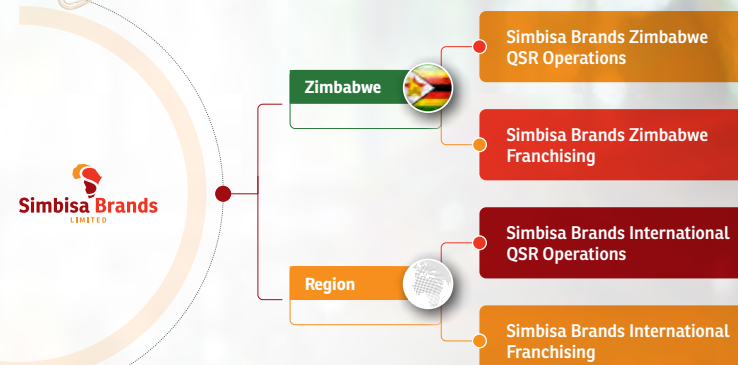 Simbisa Brands
LIMITED
Zimbabwe
Simbisa Brands Zimbabwe
QSR Operations
Simbisa Brands Zimbabwe
Franchising
Region
Simbisa Brands International
QSR Operations
Simbisa Brands International
Franchising